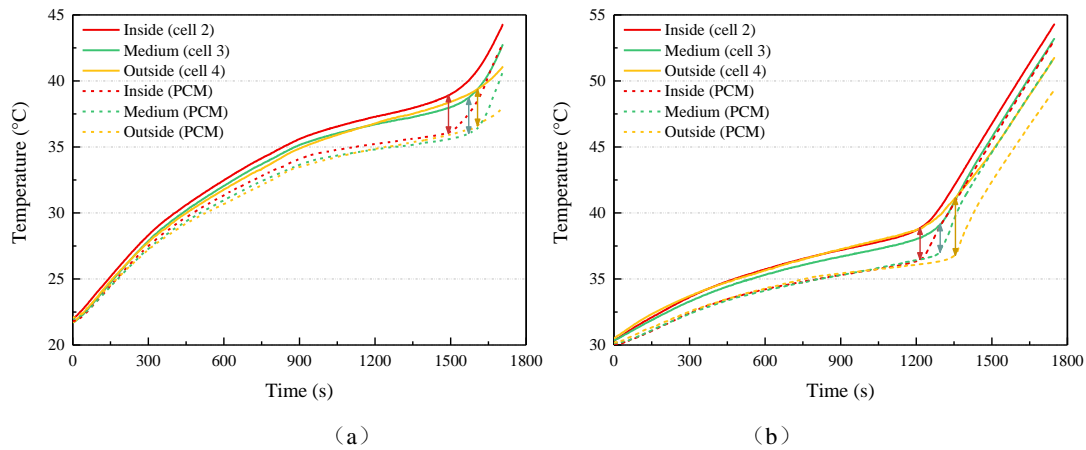 45
40
35
30
25
20
Temperature (°C)
Inside (cell 2)
Medium (cell 3)
Outside (cell 4)
Inside (PCM)
Medium (PCM)
Outside (PCM)
0 300 600 900 1200 1500 1800
Time (s)
（a）
55
50
45
40
35
30
Temperature (°C)
Inside (cell 2)
Medium (cell 3)
Outside (cell 4)
Inside (PCM)
Medium (PCM)
Outside (PCM)
0 300 600 900 1200 1500 1800
Time (s)
（b）